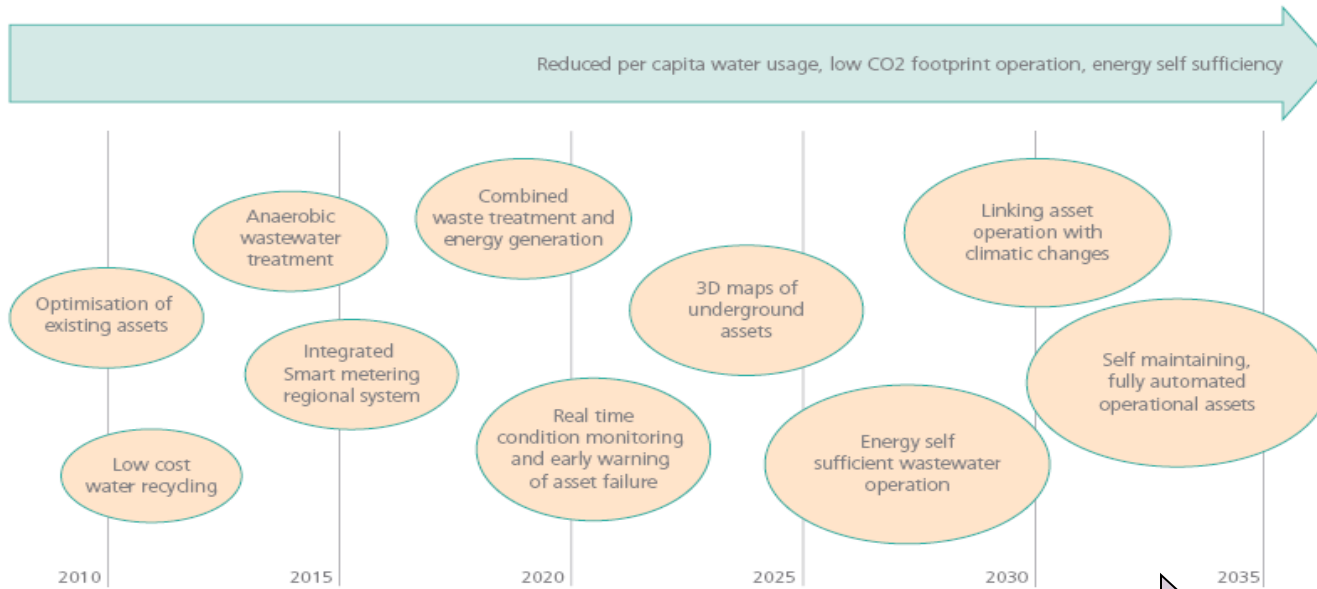 Reduced per capita water usage, low CO2 footprint operation, energy self sufficiency
Optimisation of
existing assets
Low cost
water recycling
Anaerobic
wastewater
treatment
Integrated
Smart metering
regional system
Combined
waste treatment and
energy generation
Real time
condition monitoring
and early warning
of asset failure
3D maps of
underground
assets
Energy self
sufficient wastewater
operation
Linking asset
operation with
climatic changes
Self maintaining,
fully automated
operational assets
2010
2015
2020
2025
2030
2035